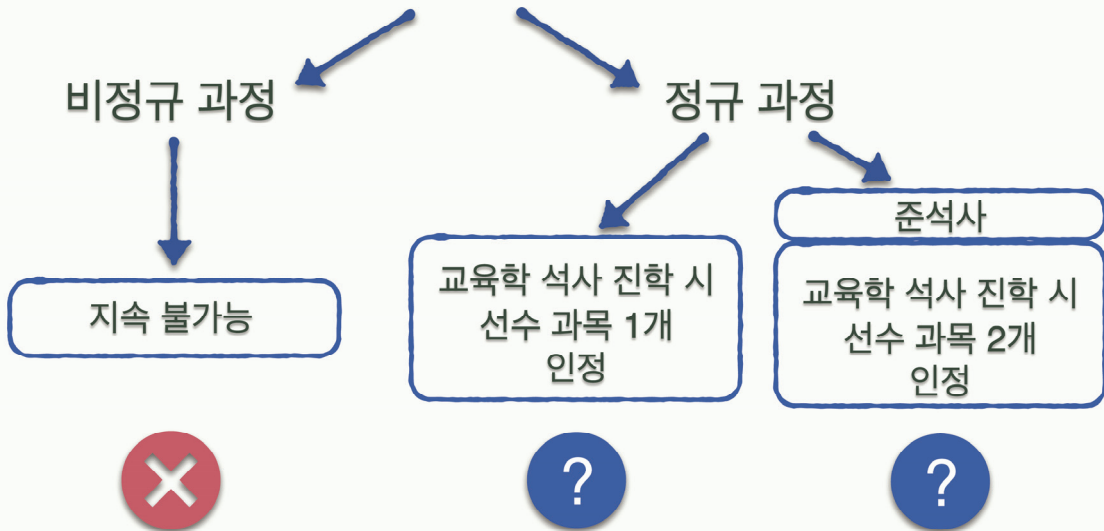 비정규 과정
정규 과정
지속 불가능
교육학 석사 진학 시
선수 과목 1개
인정
준석사
교육학 석사 진학 시
선수 과목 2개
인정
?
?